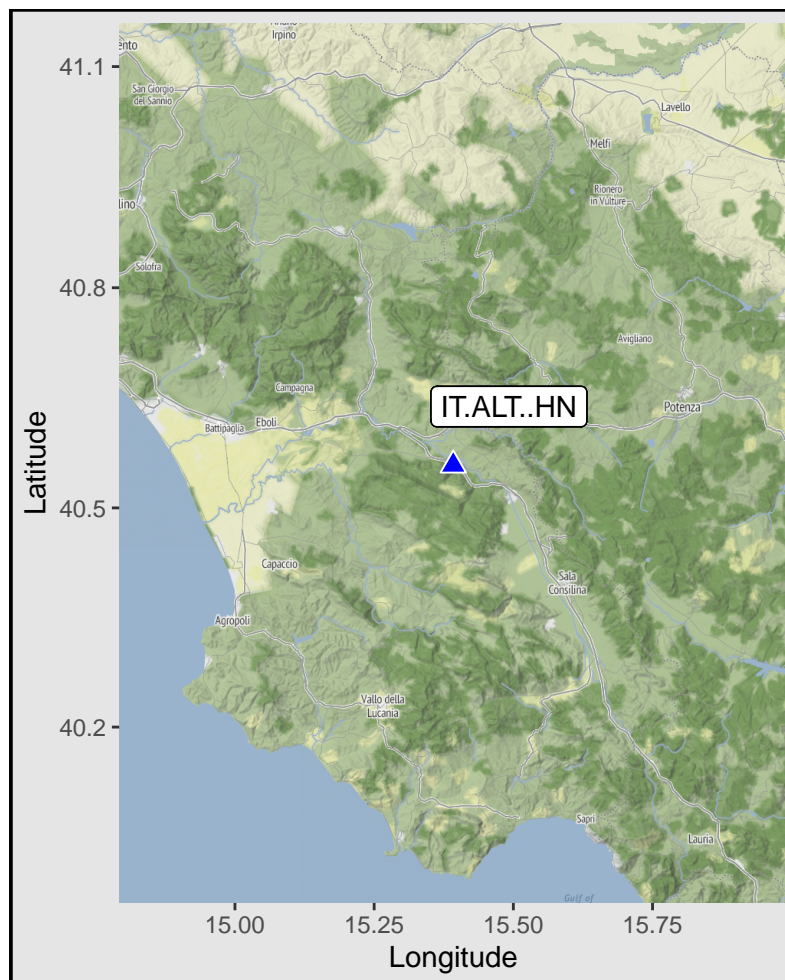 Irpino
ento
41.1
San Giorgio
del Sannio
Lavello
Melfi
Rionero
in Vulture
lino
Solofra
40.8
Avigliano
Campagna
IT.ALT..HN
Potenza
Battipaglia
Eboli
Latitude
40.5
Capaccio
Sala
Consilina
Agropoli
Vallo della
Lucania
40.2
Sapri
Lauria
Gulf of
15.00
15.25
15.50
15.75
Longitude